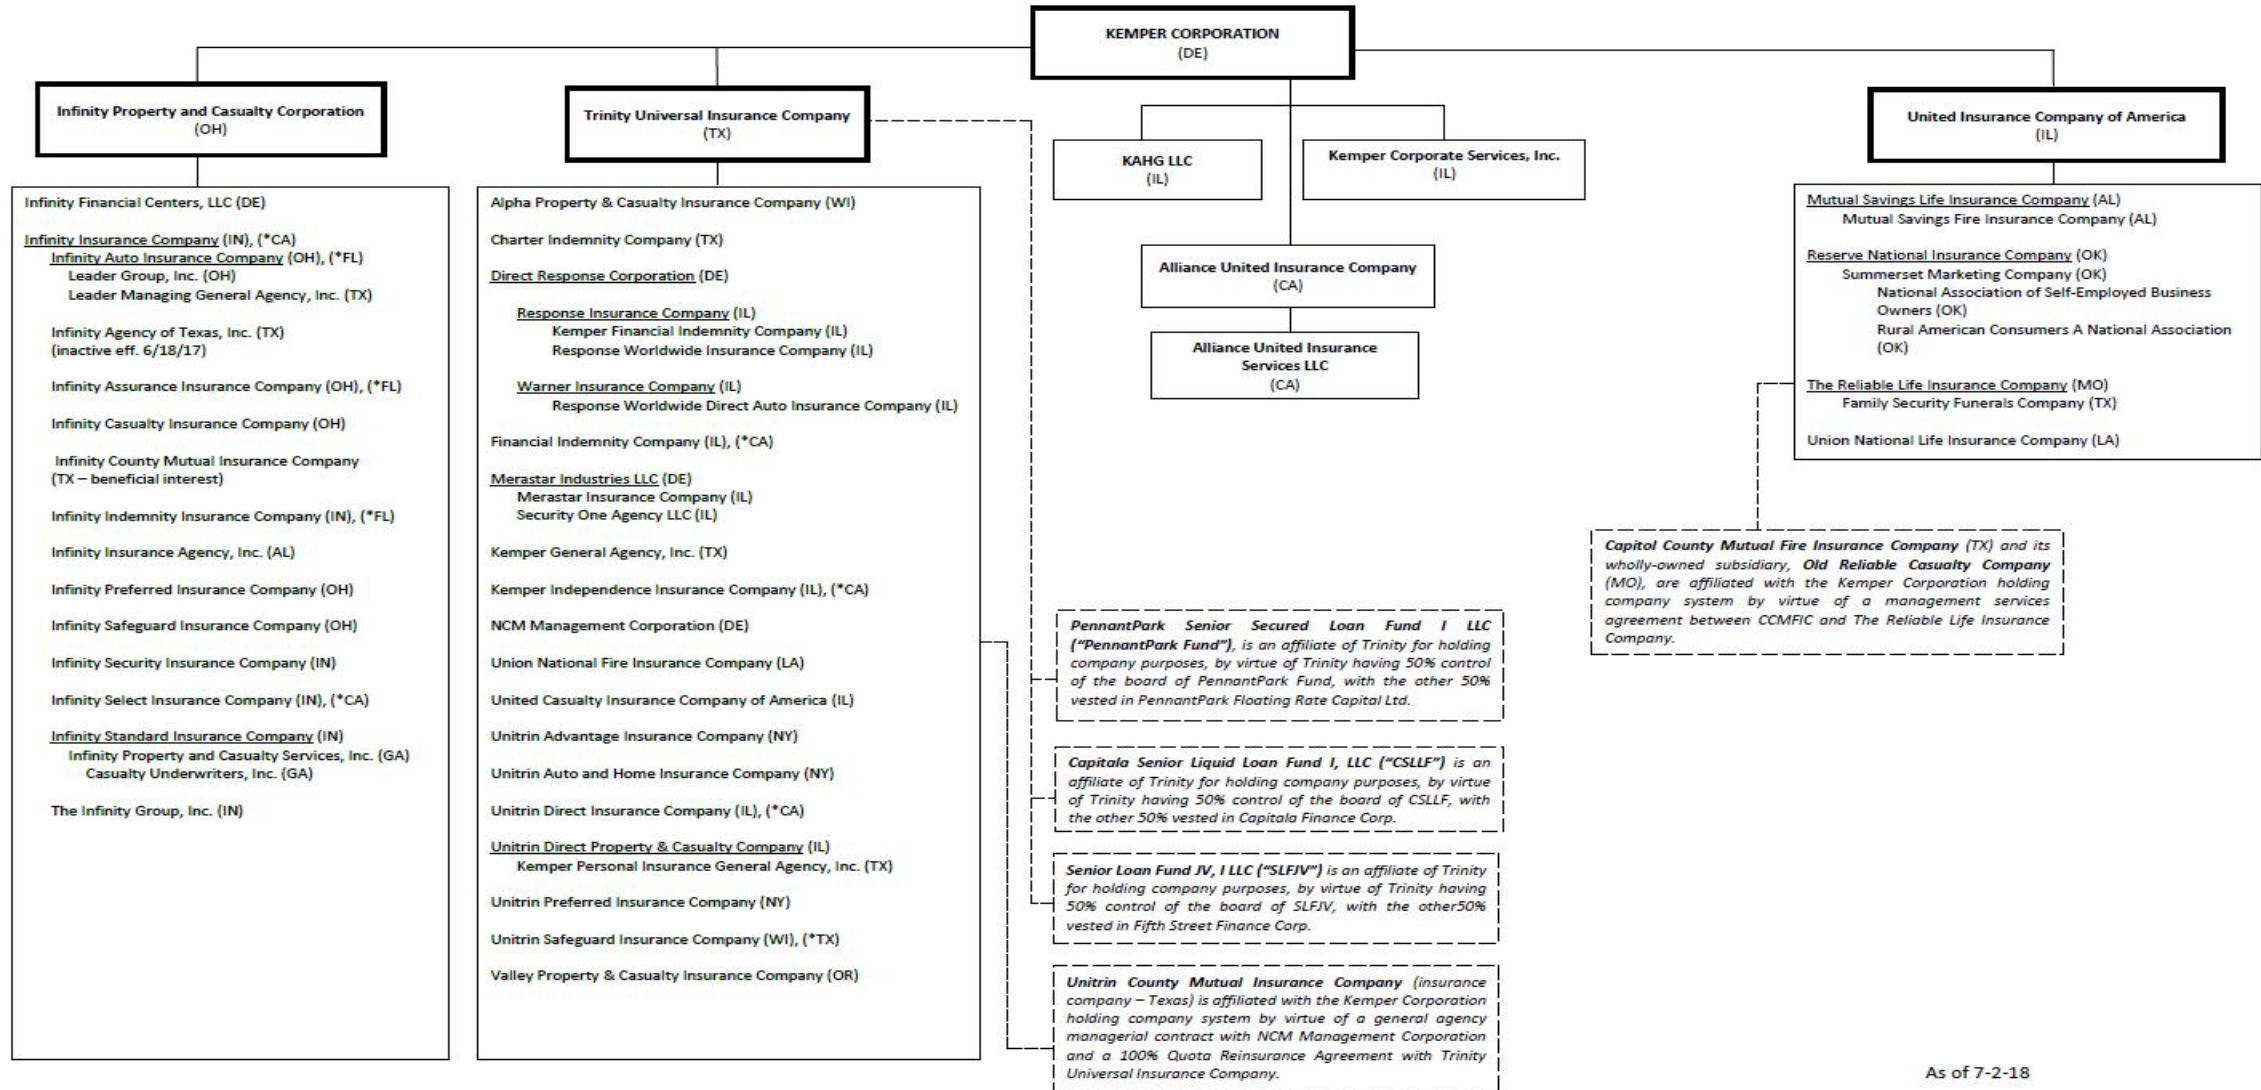 KEMPER CORPORATION
(DE)
Infinity Property and Casualty Corporation
(OH)
Trinity Universal Insurance Company
(TX)
KAHG LLC
(IL)
Kemper Corporate Services, Inc.
(IL)
United Insurance Company of America
(IL)
Alliance United Insurance Company
(CA)
Alliance United Insurance
Services LLC
(CA)
Infinity Financial Centers, LLC (DE)
Infinity Insurance Company (IN), (*CA)
Infinity Auto Insurance Company (OH), (*FL)
Leader Group, Inc. (OH)
Leader Managing General Agency, Inc. (TX)
Infinity Agency of Texas, Inc. (TX)
(inactive eff. 6/18/17)
Infinity Assurance Insurance Company (OH), (*FL)
Infinity Casualty Insurance Company (OH)
Infinity County Mutual Insurance Company
(TX – beneficial interest)
Infinity Indemnity Insurance Company (IN), (*FL)
Infinity Insurance Agency, Inc. (AL)
Infinity Preferred Insurance Company (OH)
Infinity Safeguard Insurance Company (OH)
Infinity Security Insurance Company (IN)
Infinity Select Insurance Company (IN), (*CA)
Infinity Standard Insurance Company (IN)
Infinity Property and Casualty Services, Inc. (GA)
Casualty Underwriters, Inc. (GA)
The Infinity Group, Inc. (IN)
Alpha Property & Casualty Insurance Company (WI)
Charter Indemnity Company (TX)
Direct Response Corporation (DE)
Response Insurance Company (IL)
Kemper Financial Indemnity Company (IL)
Response Worldwide Insurance Company (IL)
Warner Insurance Company (IL)
Response Worldwide Direct Auto Insurance Company (IL)
Financial Indemnity Company (IL), (*CA)
Merastar Industries LLC (DE)
Merastar Insurance Company (IL)
Security One Agency LLC (IL)
Kemper General Agency, Inc. (TX)
Kemper Independence Insurance Company (IL), (*CA)
NCM Management Corporation (DE)
Union National Fire Insurance Company (LA)
United Casualty Insurance Company of America (IL)
Unitrin Advantage Insurance Company (NY)
Unitrin Auto and Home Insurance Company (NY)
Unitrin Direct Insurance Company (IL), (*CA)
Unitrin Direct Property & Casualty Company (IL)
Kemper Personal Insurance General Agency, Inc. (TX)
Unitrin Preferred Insurance Company (NY)
Unitrin Safeguard Insurance Company (WI), (*TX)
Valley Property & Casualty Insurance Company (OR)
Mutual Savings Life Insurance Company (AL)
Mutual Savings Fire Insurance Company (AL)
Reserve National Insurance Company (OK)
Summerset Marketing Company (OK)
National Association of Self-Employed Business
Owners (OK)
Rural American Consumers A National Association
(OK)
The Reliable Life Insurance Company (MO)
Family Security Funerals Company (TX)
Union National Life Insurance Company (LA)
Capitol County Mutual Fire Insurance Company (TX) and its
wholly-owned subsidiary, Old Reliable Casualty Company
(MO), are affiliated with the Kemper Corporation holding
company system by virtue of a management services
agreement between CCMFIC and The Reliable Life Insurance
Company.
PennantPark Senior Secured Loan Fund I LLC
("PennantPark Fund"), is an affiliate of Trinity for holding
company purposes, by virtue of Trinity having 50% control
of the board of PennantPark Fund, with the other 50%
vested in PennantPark Floating Rate Capital Ltd.
Capitala Senior Liquid Loan Fund I, LLC ("CSLLF") is an
affiliate of Trinity for holding company purposes, by virtue
of Trinity having 50% control of the board of CSLLF, with
the other 50% vested in Capitala Finance Corp.
Senior Loan Fund JV, I LLC ("SLFJV") is an affiliate of Trinity
for holding company purposes, by virtue of Trinity having
50% control of the board of SLFJV, with the other50%
vested in Fifth Street Finance Corp.
Unitrin County Mutual Insurance Company (insurance
company – Texas) is affiliated with the Kemper Corporation
holding company system by virtue of a general agency
managerial contract with NCM Management Corporation
and a 100% Quota Reinsurance Agreement with Trinity
Universal Insurance Company.
As of 7-2-18